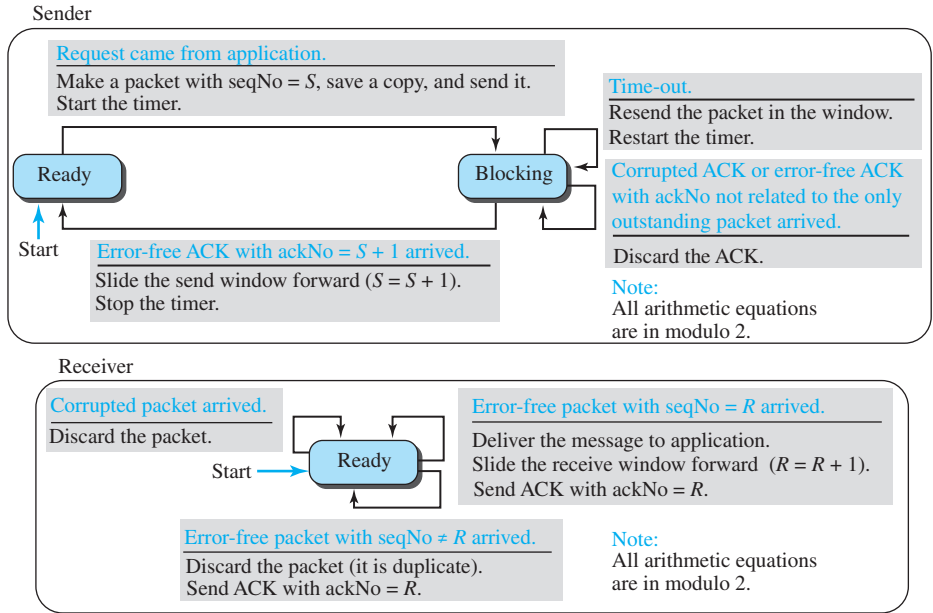 Sender
Request came from application.
Make a packet with seqNo = S, save a copy, and send it.
Start the timer.
Time-out.
Resend the packet in the window.
Restart the timer.
Ready
Blocking
Corrupted ACK or error-free ACK
with ackNo not related to the only
outstanding packet arrived.
Discard the ACK.
Start
Error-free ACK with ackNo = S + 1 arrived.
Slide the send window forward (S = S + 1).
Stop the timer.
Note:
All arithmetic equations
are in modulo 2.
Receiver
Corrupted packet arrived.
Discard the packet.
Error-free packet with seqNo = R arrived.
Deliver the message to application.
Slide the receive window forward (R = R + 1).
Send ACK with ackNo = R.
Ready
Start
Error-free packet with seqNo ≠ R arrived.
Discard the packet (it is duplicate).
Send ACK with ackNo = R.
Note:
All arithmetic equations
are in modulo 2.